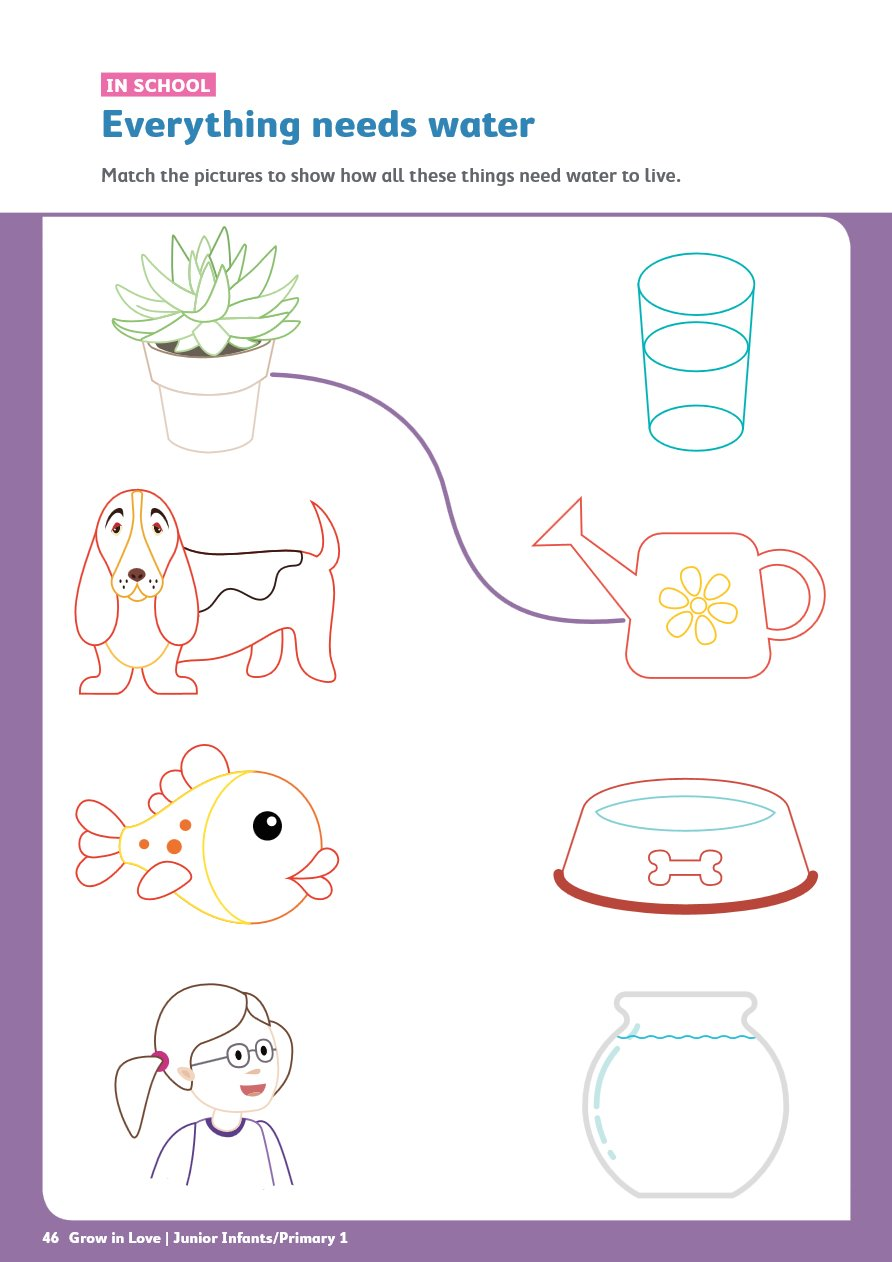 IN SCHOOL
Everything needs water
Match the pictures to show how all these things need water to live.
46 Grow in Love | Junior Infants/Primary 1